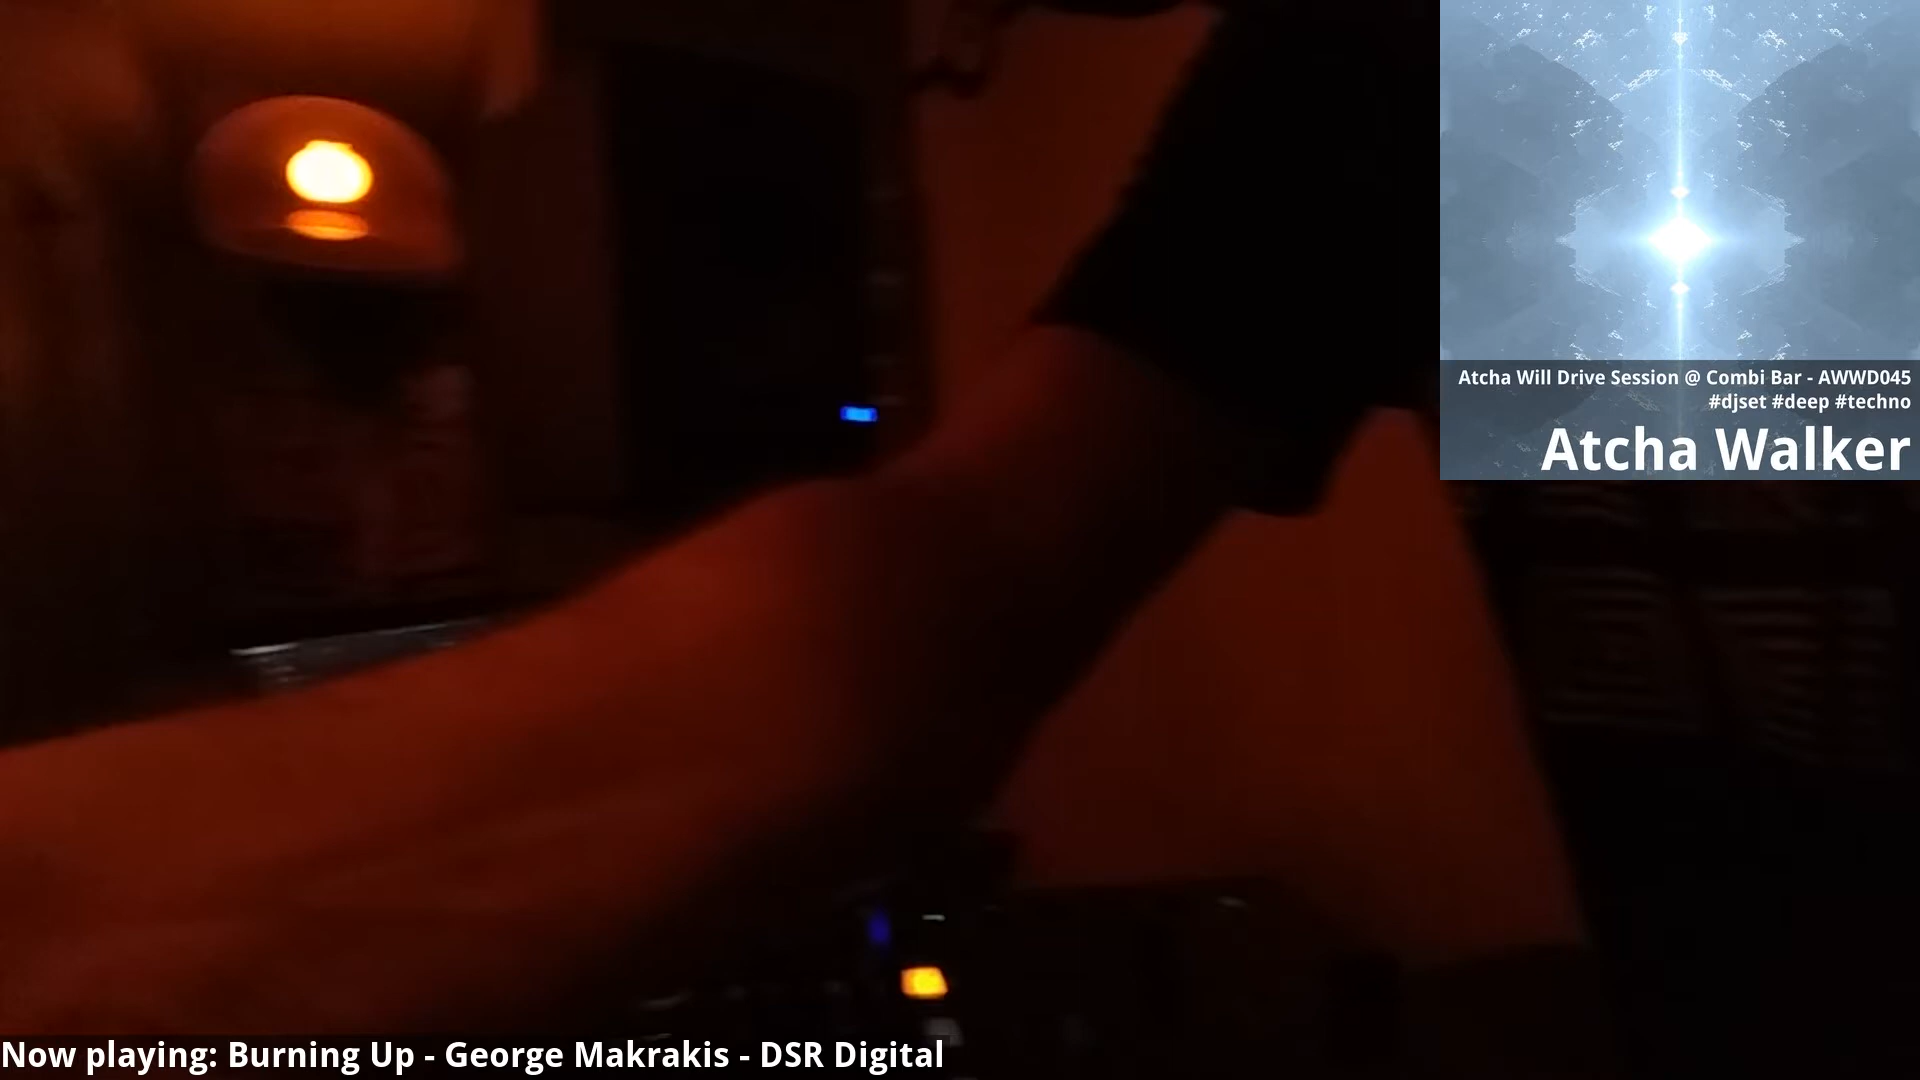 Atcha Will Drive Session @ Combi Bar - AWWD045
#djset #deep #techno
Atcha Walker
Now playing: Burning Up - George Makrakis - DSR Digital